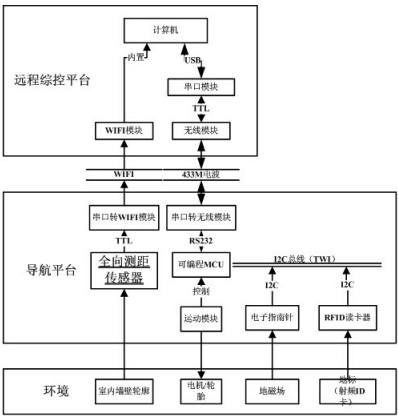 计算机
内置
USB
远程综控平台
串口模块
TTL
WIFI模块
无线模块
WIFI
433M电波
串口转WIFI模块
串口转无线模块
TTL
RS232
I2C总线（TWI）
导航平台
全向测距
传感器
可编程MCU
I2C
I2C
控制
运动模块
电子指南针
RFID读卡器
环境
室内墙壁轮廓
电机/轮
胎
地磁场
地标
（射频ID
卡）